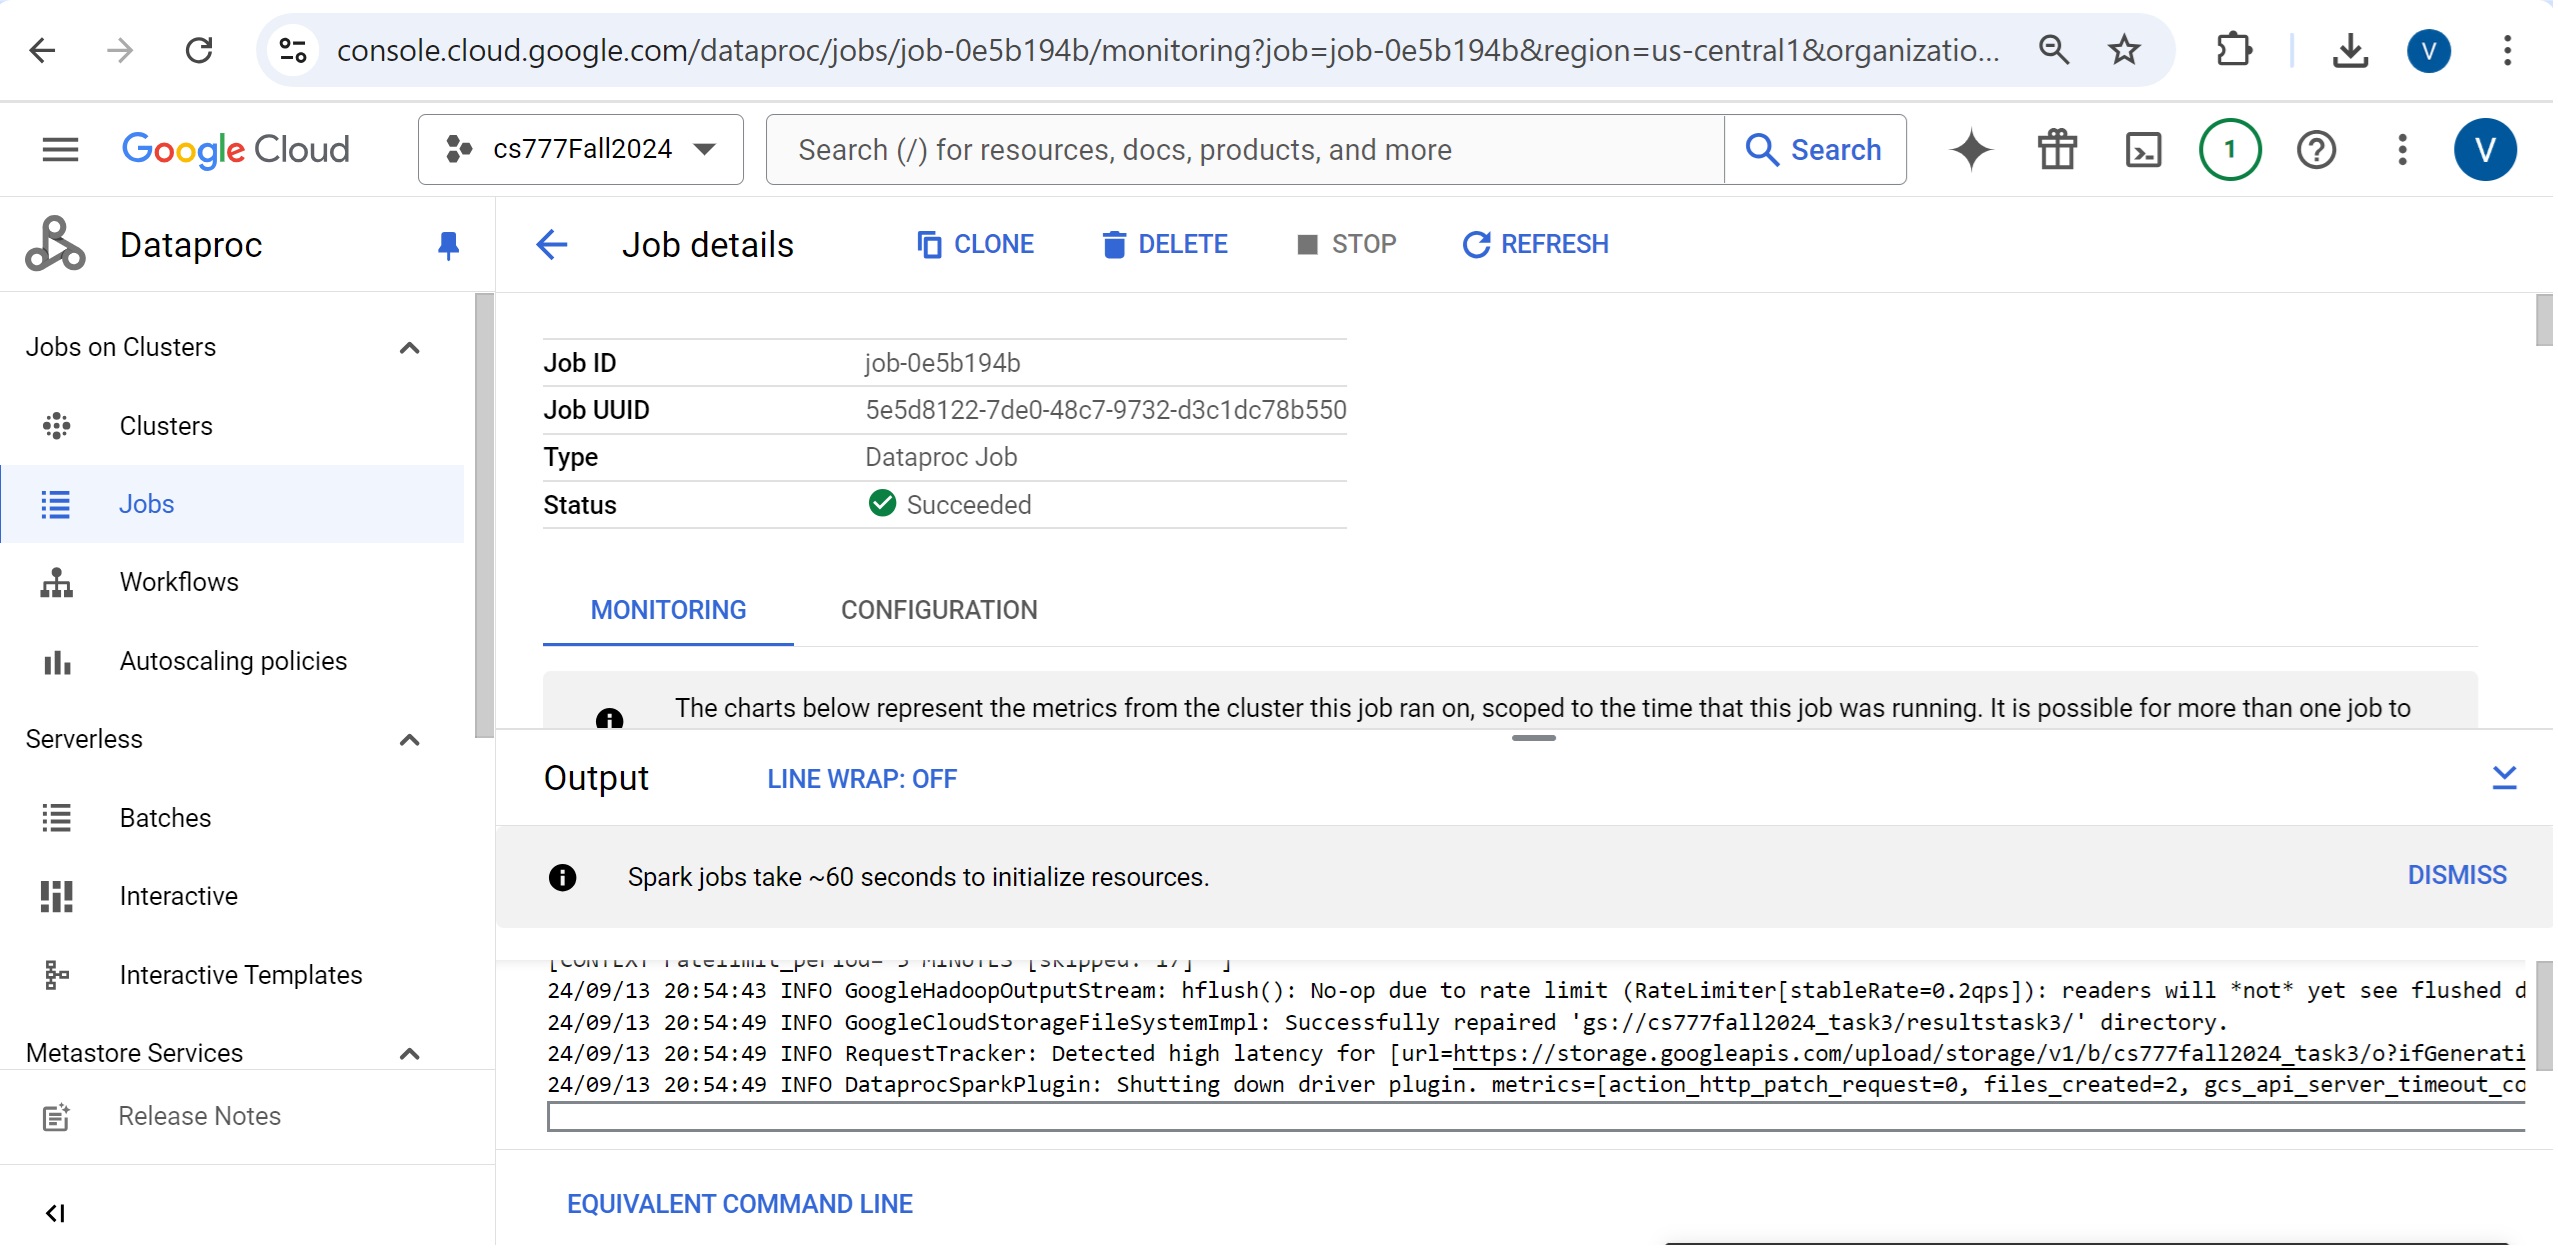 console.cloud.google.com/dataproc/jobs/job-0e5b194b/monitoring?job=job-0e5b194b&region=us-central1&organizatio...
V
Google Cloud
cs777Fall2024
Search (/) for resources, docs, products, and more
Search
1
V
Dataproc
Job details
CLONE
DELETE
STOP
REFRESH
Jobs on Clusters
Clusters
Jobs
Workflows
Autoscaling policies
Serverless
Batches
Interactive
Interactive Templates
Metastore Services
Release Notes
Job ID job-0e5b194b
Job UUID 5e5d8122-7de0-48c7-9732-d3c1dc78b550
Type Dataproc Job
Status Succeeded
MONITORING CONFIGURATION
The charts below represent the metrics from the cluster this job ran on, scoped to the time that this job was running. It is possible for more than one job to
Output LINE WRAP: OFF
Spark jobs take ~60 seconds to initialize resources.
DISMISS
[CONTEXT ratelimit_period="5 MINUTES [skipped: 17]" ]
24/09/13 20:54:43 INFO GoogleHadoopOutputStream: hflush(): No-op due to rate limit (RateLimiter[stableRate=0.2qps]): readers will *not* yet see flushed d
24/09/13 20:54:49 INFO GoogleCloudStorageFileSystemImpl: Successfully repaired 'gs://cs777fall2024_task3/resultstask3/' directory.
24/09/13 20:54:49 INFO RequestTracker: Detected high latency for [url=https://storage.googleapis.com/upload/storage/v1/b/cs777fall2024_task3/o?ifGenerati
24/09/13 20:54:49 INFO DataprocSparkPlugin: Shutting down driver plugin. metrics=[action_http_patch_request=0, files_created=2, gcs_api_server_timeout_co
EQUIVALENT COMMAND LINE